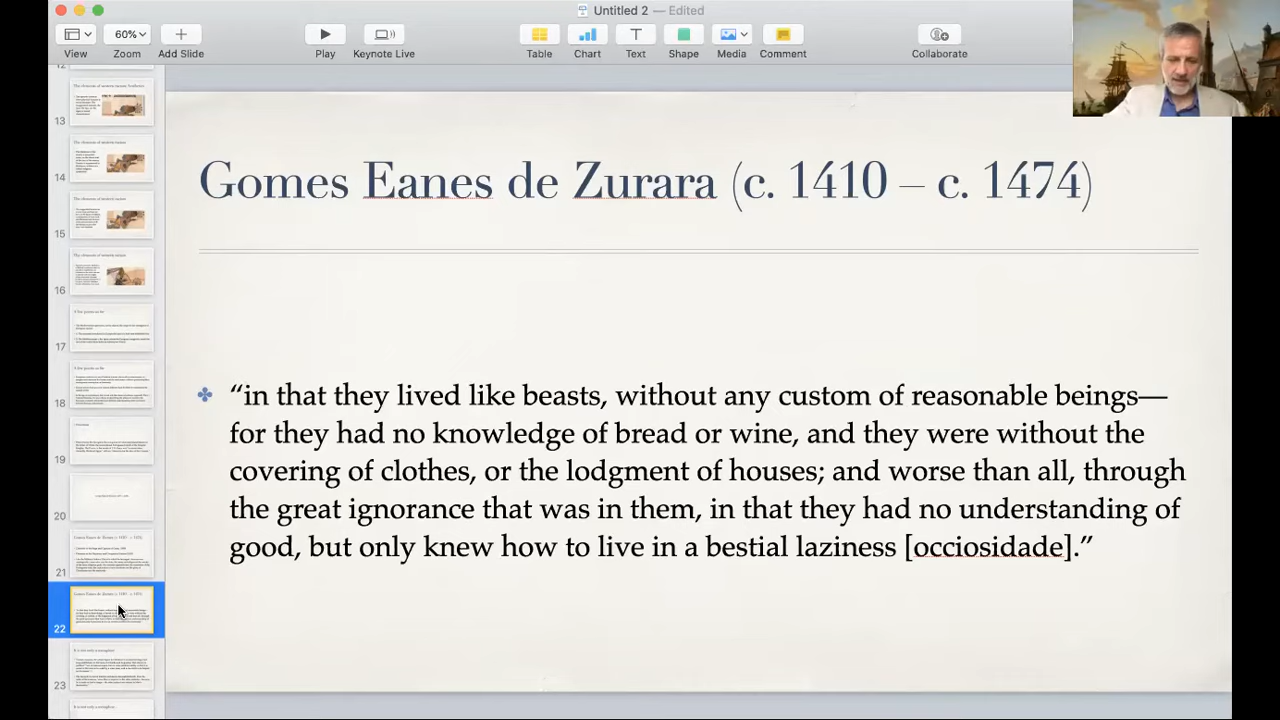 Untitled 2 — Edited
View
60%
Zoom
Add Slide
Play
Keynote Live
Table
Chart
Text
Shape
Media
Comment
Collaborate
12
13
14
15
16
17
18
19
20
21
22
23
Gomes Eanes de Zurara (c. 1410 – c. 1474)
“in that they lived like beasts, without any custom of reasonable beings—
for they had no knowledge of bread or wine, and they were without the
covering of clothes, or the lodgment of houses; and worse than all, through
the great ignorance that was in them, in that they had no understanding of
good, but only knew how to live in a bestial laziness [occiosidade].”